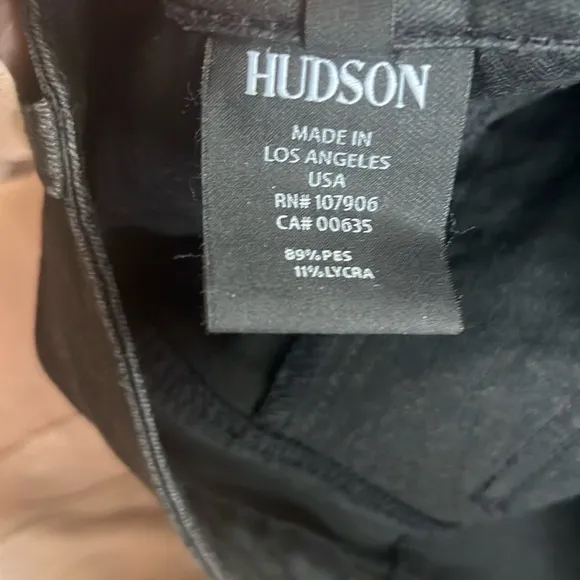 HUDSON
MADE IN
LOS ANGELES
USA
RN# 107906
CA# 00635
89%PES
11%LYCRA